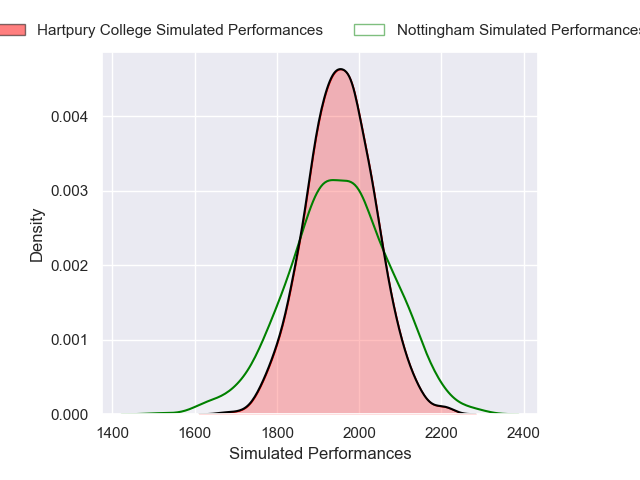 Hartpury College Simulated Performances Nottingham Simulated Performances
0.004
0.003
0.002
0.001
0.000
Density
1400 1600 1800 2000 2200 2400
Simulated Performances